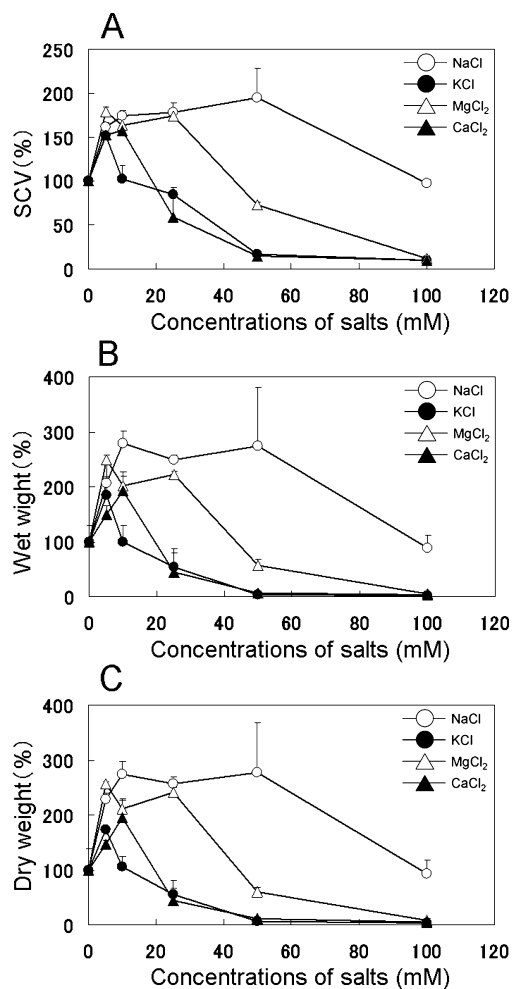 A
250
200
150
100
50
0
SCV(%)
NaCl
KCl
MgCl2
CaCl2
0 20 40 60 80 100 120
Concentrations of salts (mM)
B
400
300
200
100
0
Wet wight(%)
NaCl
KCl
MgCl2
CaCl2
0 20 40 60 80 100 120
Concentrations of salts (mM)
C
400
300
200
100
0
Dry weight(%)
NaCl
KCl
MgCl2
CaCl2
0 20 40 60 80 100 120
Concentrations of salts (mM)